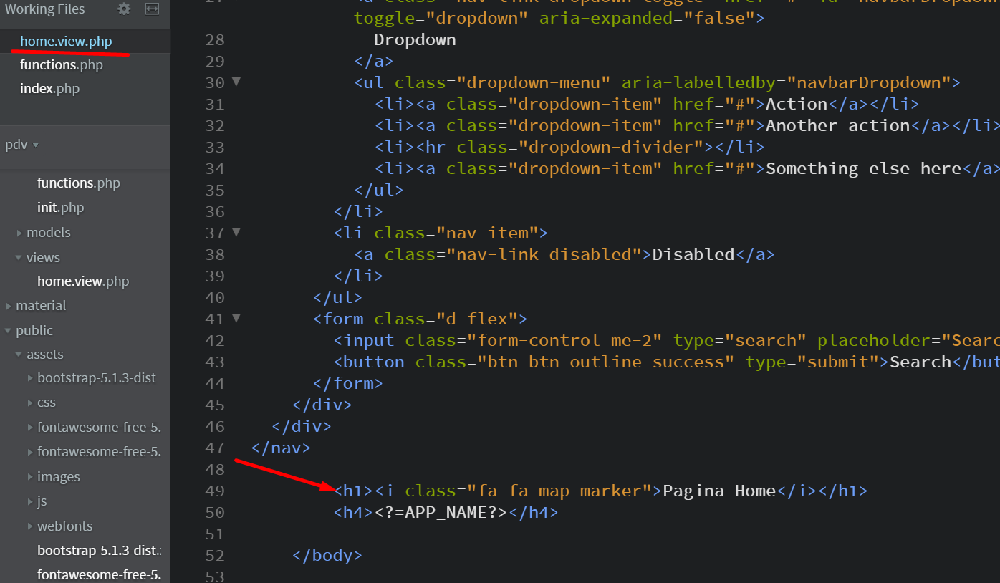 Working Files
home.view.php
functions.php
index.php
pdv
functions.php
init.php
models
views
home.view.php
material
public
assets
bootstrap-5.1.3-dist
css
fontawesome-free-5.
fontawesome-free-5.
images
js
webfonts
bootstrap-5.1.3-dist.
fontawesome-free-5.
toggle="dropdown" aria-expanded="false">
28 Dropdown
29 </a>
30 <ul class="dropdown-menu" aria-labelledby="navbarDropdown">
31 <li><a class="dropdown-item" href="#">Action</a></li>
32 <li><a class="dropdown-item" href="#">Another action</a></li>
33 <li><hr class="dropdown-divider"></li>
34 <li><a class="dropdown-item" href="#">Something else here</a>
35 </ul>
36 </li>
37 <li class="nav-item">
38 <a class="nav-link disabled">Disabled</a>
39 </li>
40 </ul>
41 <form class="d-flex">
42 <input class="form-control me-2" type="search" placeholder="Searc
43 <button class="btn btn-outline-success" type="submit">Search</but
44 </form>
45 </div>
46 </div>
47 </nav>
48
49 <h1><i class="fa fa-map-marker">Pagina Home</i></h1>
50 <h4><?=APP_NAME?></h4>
51
52 </body>
53